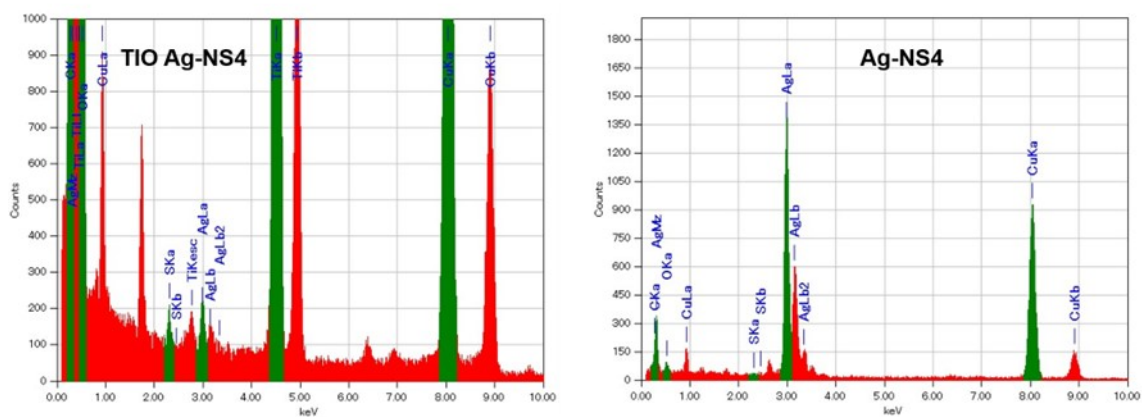 TIO Ag-NS4
1000
900
800
700
600
500
400
300
200
100
0
Counts
CKa
OKa
TiLl
TiLa
AgMz
CuLa
SKa
SKb
TiKesc
AgLa
AgLb
AgLb2
TiKa
TiKb
CuKa
CuKb
0.00 1.00 2.00 3.00 4.00 5.00 6.00 7.00 8.00 9.00 10.00
keV
Ag-NS4
1800
1650
1500
1350
1200
1050
900
750
600
450
300
150
0
Counts
CKa
AgMz
OKa
CuLa
SKa
SKb
AgLa
AgLb
AgLb2
CuKa
CuKb
0.00 1.00 2.00 3.00 4.00 5.00 6.00 7.00 8.00 9.00 10.00
keV